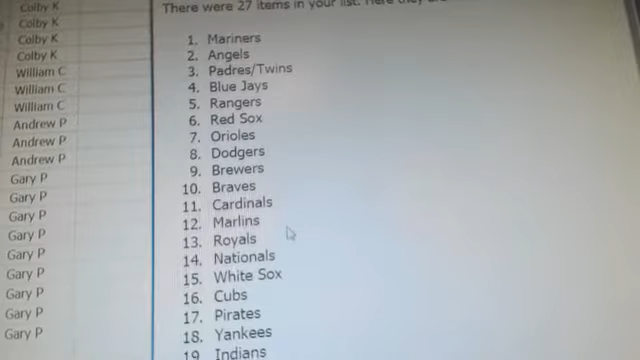 Colby K
Colby K
Colby K
Colby K
William C
William C
William C
Andrew P
Andrew P
Andrew P
Gary P
Gary P
Gary P
Gary P
Gary P
Gary P
Gary P
Gary P
Gary P
There were 27 items in your list. Here they
1. Mariners
2. Angels
3. Padres/Twins
4. Blue Jays
5. Rangers
6. Red Sox
7. Orioles
8. Dodgers
9. Brewers
10. Braves
11. Cardinals
12. Marlins
13. Royals
14. Nationals
15. White Sox
16. Cubs
17. Pirates
18. Yankees
19 Indians